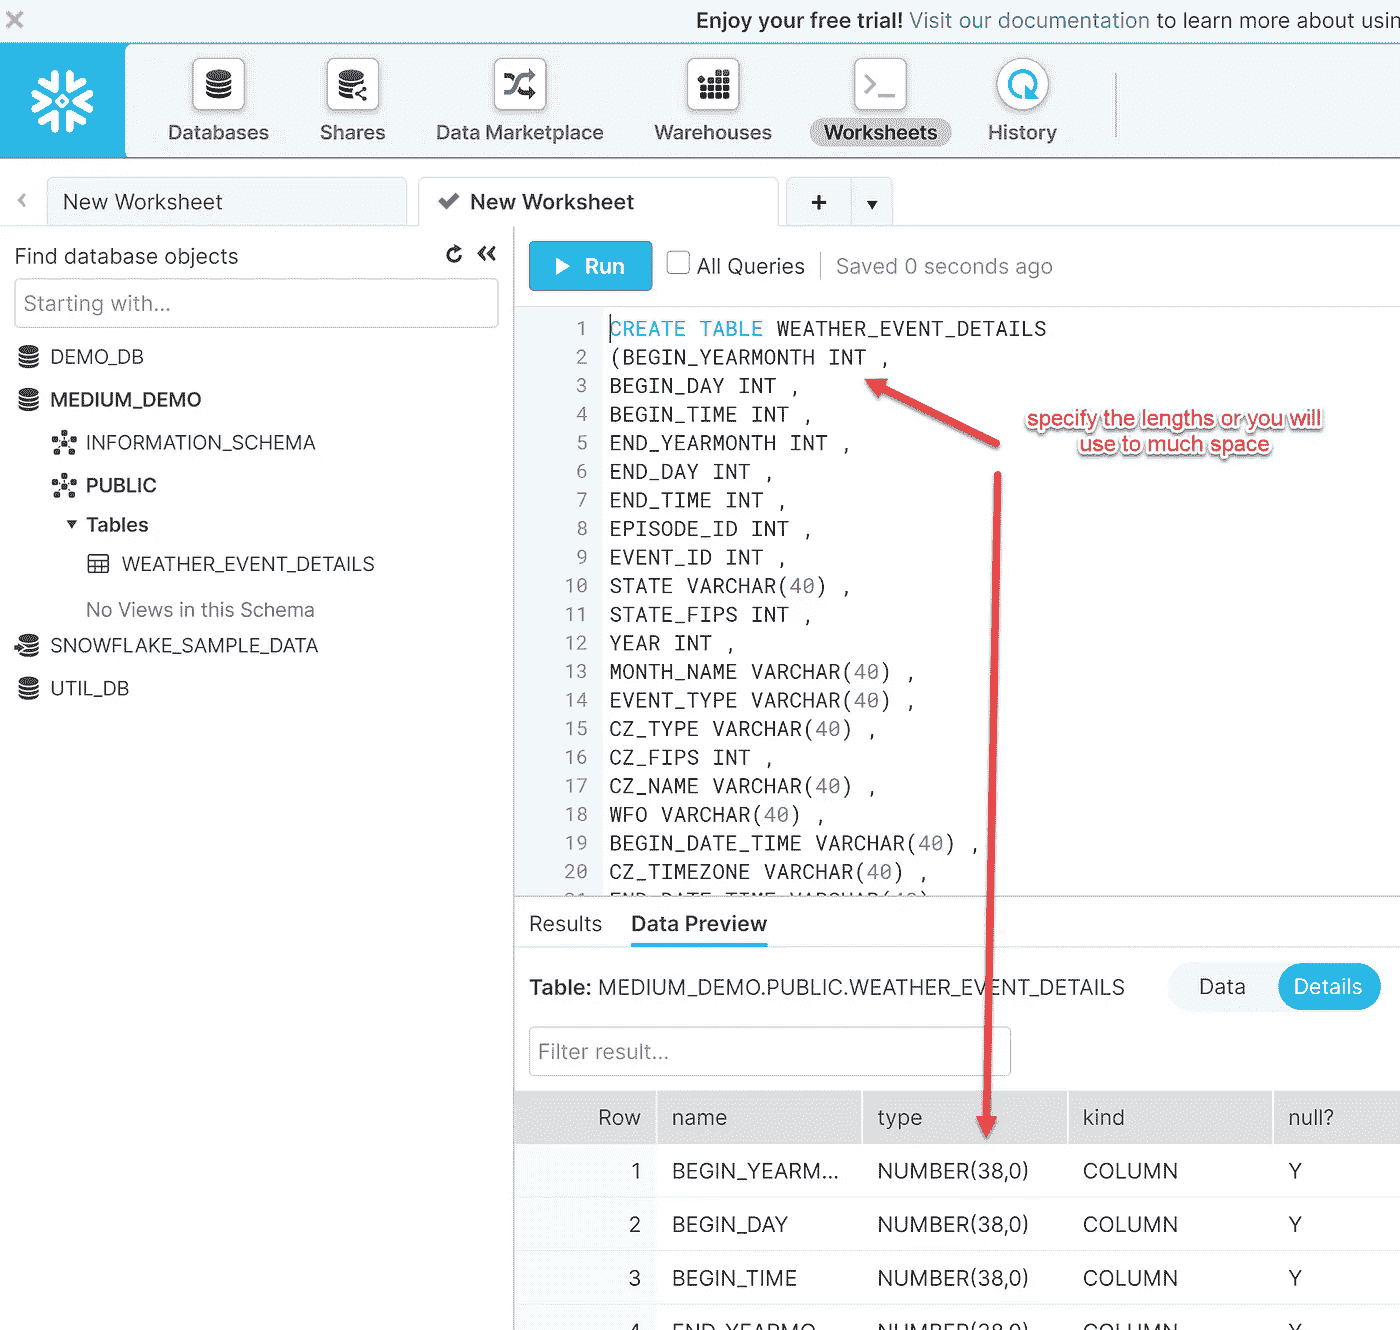 Enjoy your free trial! Visit our documentation to learn more about usin
Databases
Shares
Data Marketplace
Warehouses
Worksheets
History
New Worksheet
New Worksheet
Find database objects
Starting with...
DEMO_DB
MEDIUM_DEMO
INFORMATION_SCHEMA
PUBLIC
Tables
WEATHER_EVENT_DETAILS
No Views in this Schema
SNOWFLAKE_SAMPLE_DATA
UTIL_DB
Run
All Queries
Saved 0 seconds ago
1 CREATE TABLE WEATHER_EVENT_DETAILS
2 (BEGIN_YEARMONTH INT ,
3 BEGIN_DAY INT ,
4 BEGIN_TIME INT ,
5 END_YEARMONTH INT ,
6 END_DAY INT ,
7 END_TIME INT ,
8 EPISODE_ID INT ,
9 EVENT_ID INT ,
10 STATE VARCHAR(40) ,
11 STATE_FIPS INT ,
12 YEAR INT ,
13 MONTH_NAME VARCHAR(40) ,
14 EVENT_TYPE VARCHAR(40) ,
15 CZ_TYPE VARCHAR(40) ,
16 CZ_FIPS INT ,
17 CZ_NAME VARCHAR(40) ,
18 WFO VARCHAR(40) ,
19 BEGIN_DATE_TIME VARCHAR(40) ,
20 CZ_TIMEZONE VARCHAR(40) ,
21 END_DATE_TIME VARCHAR(40)
specify the lengths or you will
use to much space
Results
Data Preview
Table: MEDIUM_DEMO.PUBLIC.WEATHER_EVENT_DETAILS
Data
Details
Filter result...
Row name type kind null?
1 BEGIN_YEARM... NUMBER(38,0) COLUMN Y
2 BEGIN_DAY NUMBER(38,0) COLUMN Y
3 BEGIN_TIME NUMBER(38,0) COLUMN Y
4 END_YEARMO NUMBER(38,0) COLUMN Y